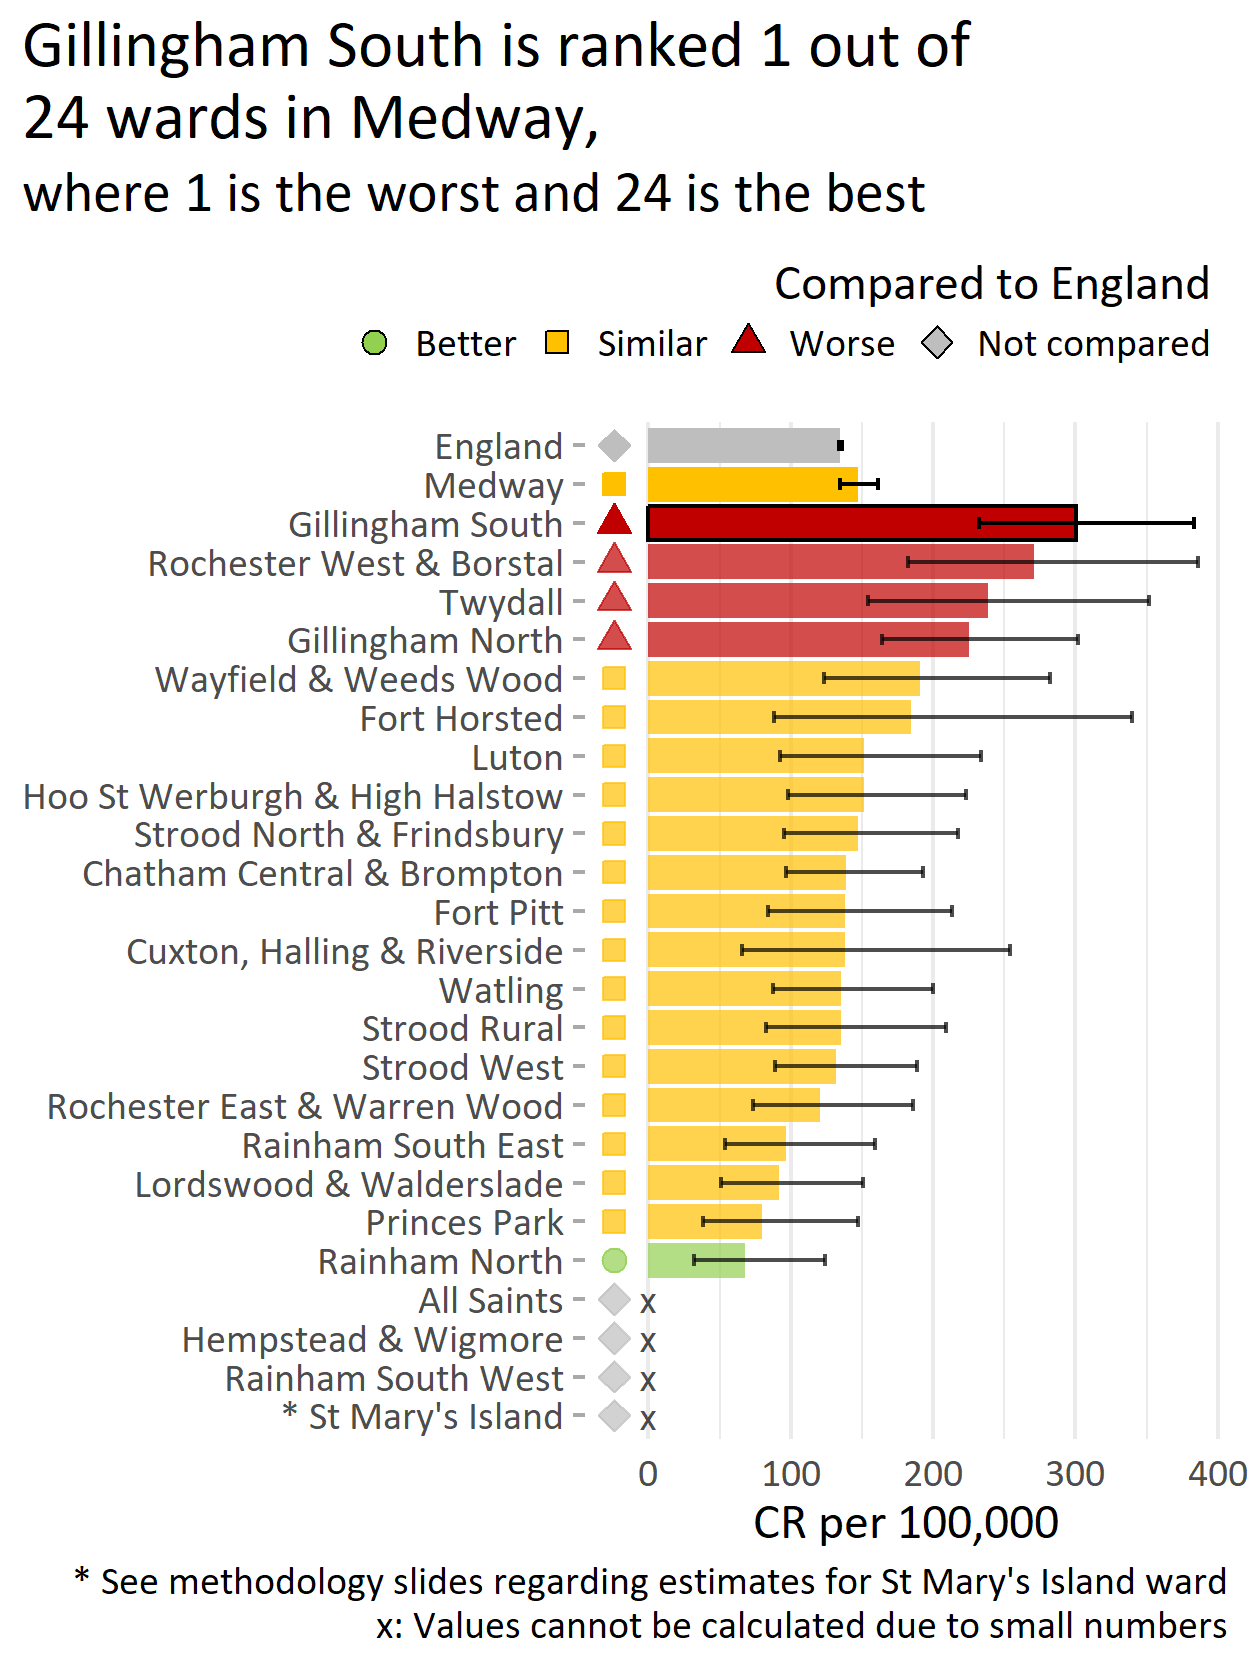 Gillingham South is ranked 1 out of
24 wards in Medway,
where 1 is the worst and 24 is the best
Compared to England
Better Similar Worse Not compared
England
Medway
Gillingham South
Rochester West & Borstal
Twydall
Gillingham North
Wayfield & Weeds Wood
Fort Horsted
Luton
Hoo St Werburgh & High Halstow
Strood North & Frindsbury
Chatham Central & Brompton
Fort Pitt
Cuxton, Halling & Riverside
Watling
Strood Rural
Strood West
Rochester East & Warren Wood
Rainham South East
Lordswood & Walderslade
Princes Park
Rainham North
All Saints x
Hempstead & Wigmore x
Rainham South West x
* St Mary's Island x
0 100 200 300 400
CR per 100,000
* See methodology slides regarding estimates for St Mary's Island ward
x: Values cannot be calculated due to small numbers